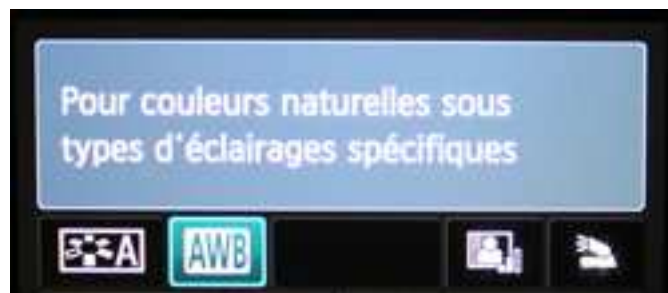 Pour couleurs naturelles sous
types d'éclairages spécifiques
A AWB